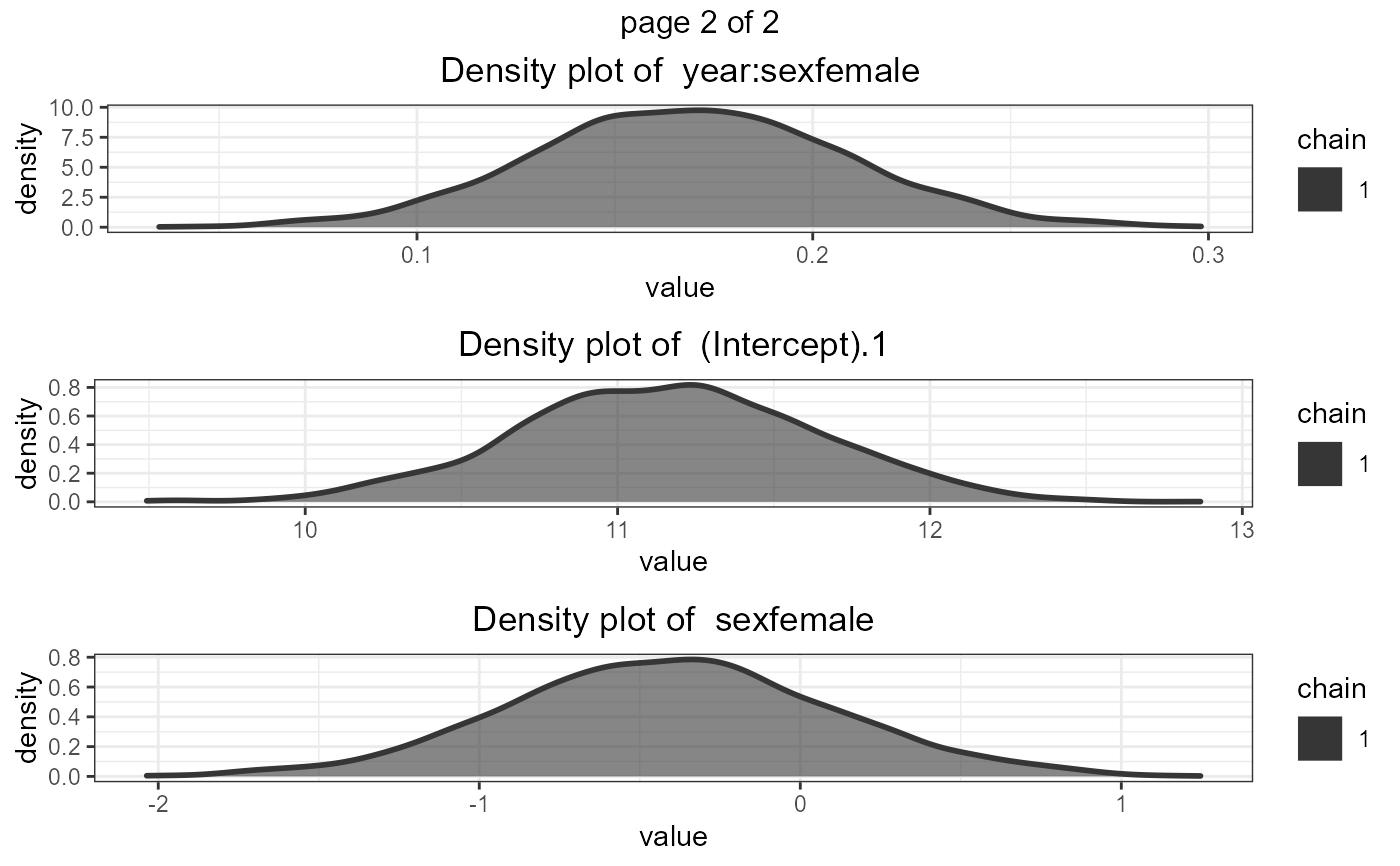 page 2 of 2
Density plot of  year:sexfemale
10.0
7.5
5.0
2.5
0.0
density
0.1 0.2 0.3
value
chain
1
Density plot of  (Intercept).1
0.8
0.6
0.4
0.2
0.0
density
10 11 12 13
value
chain
1
Density plot of  sexfemale
0.8
0.6
0.4
0.2
0.0
density
-2 -1 0 1
value
chain
1